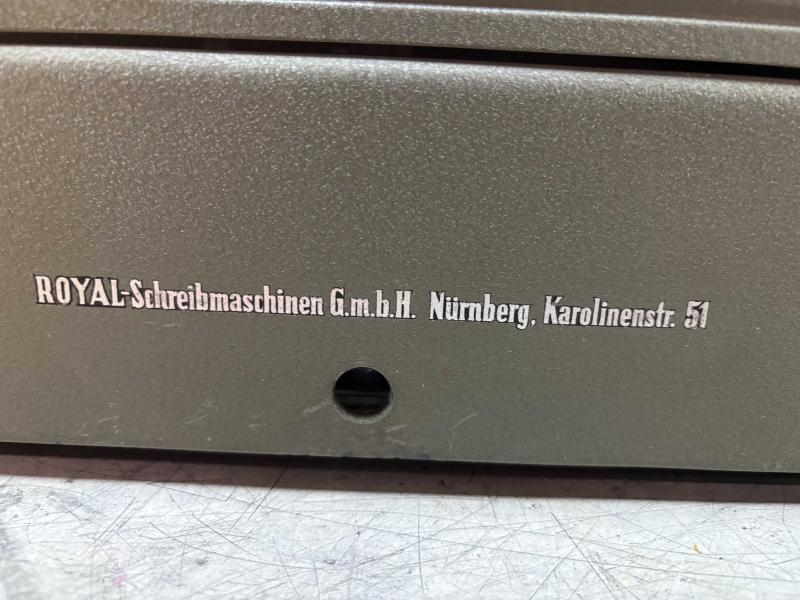 ROYAL-Schreibmaschinen G.m.b.H. Nürnberg, Karolinenstr. 51